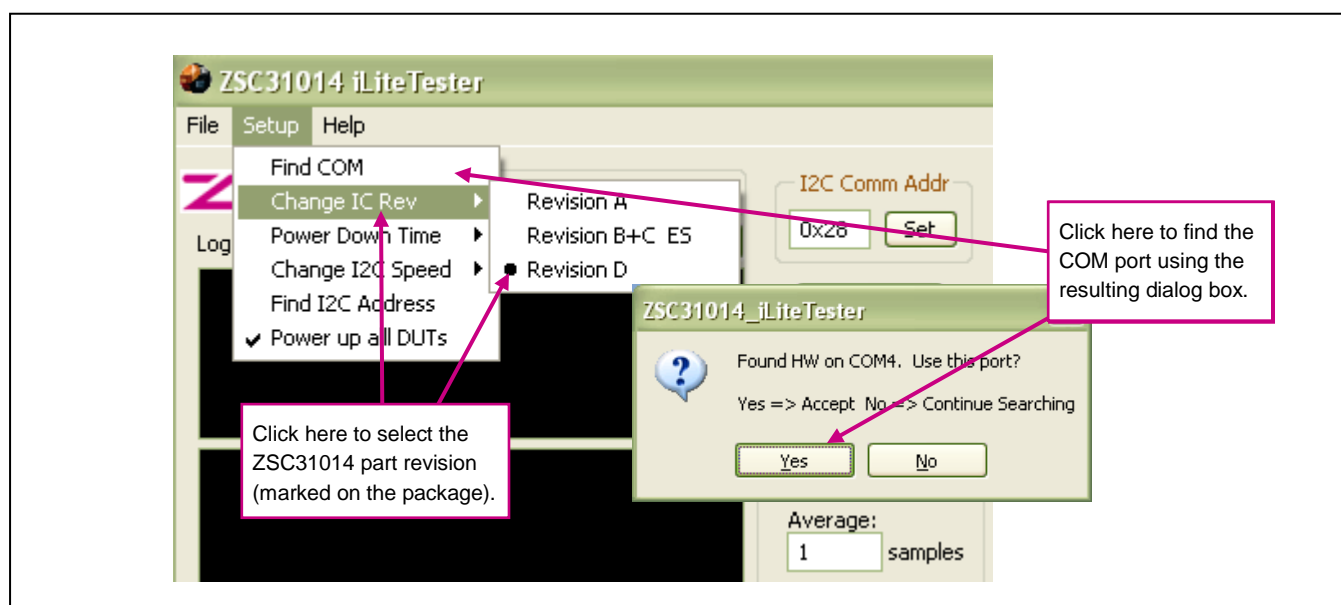 ZSC31014 iLiteTester
File Setup Help
Find COM
Change IC Rev
Power Down Time
Change I2C Speed
Find I2C Address
Power up all DUTs
Revision A
Revision B+C ES
Revision D
Log
I2C Comm Addr
0x28 Set
Click here to find the
COM port using the
resulting dialog box.
ZSC31014_iLiteTester
Found HW on COM4. Use this port?
Yes => Accept No => Continue Searching
Yes No
Click here to select the
ZSC31014 part revision
(marked on the package).
Average:
1 samples